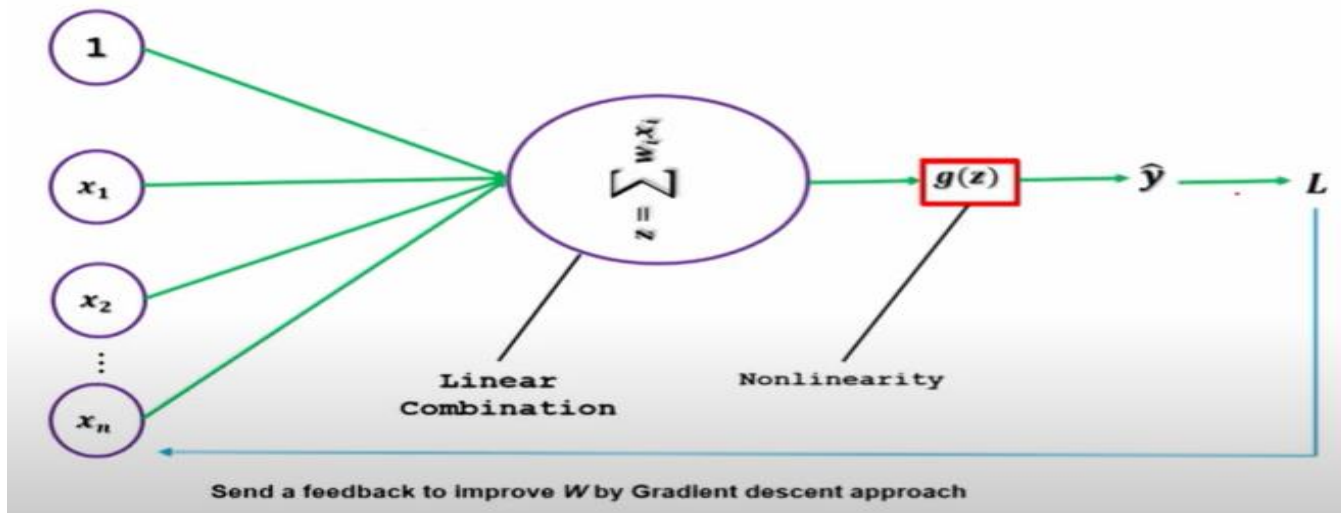 1
x₁
x₂
⋮
xₙ
z = ∑ wᵢxᵢ
g(z)
ŷ
L
Linear
Combination
Nonlinearity
Send a feedback to improve W by Gradient descent approach